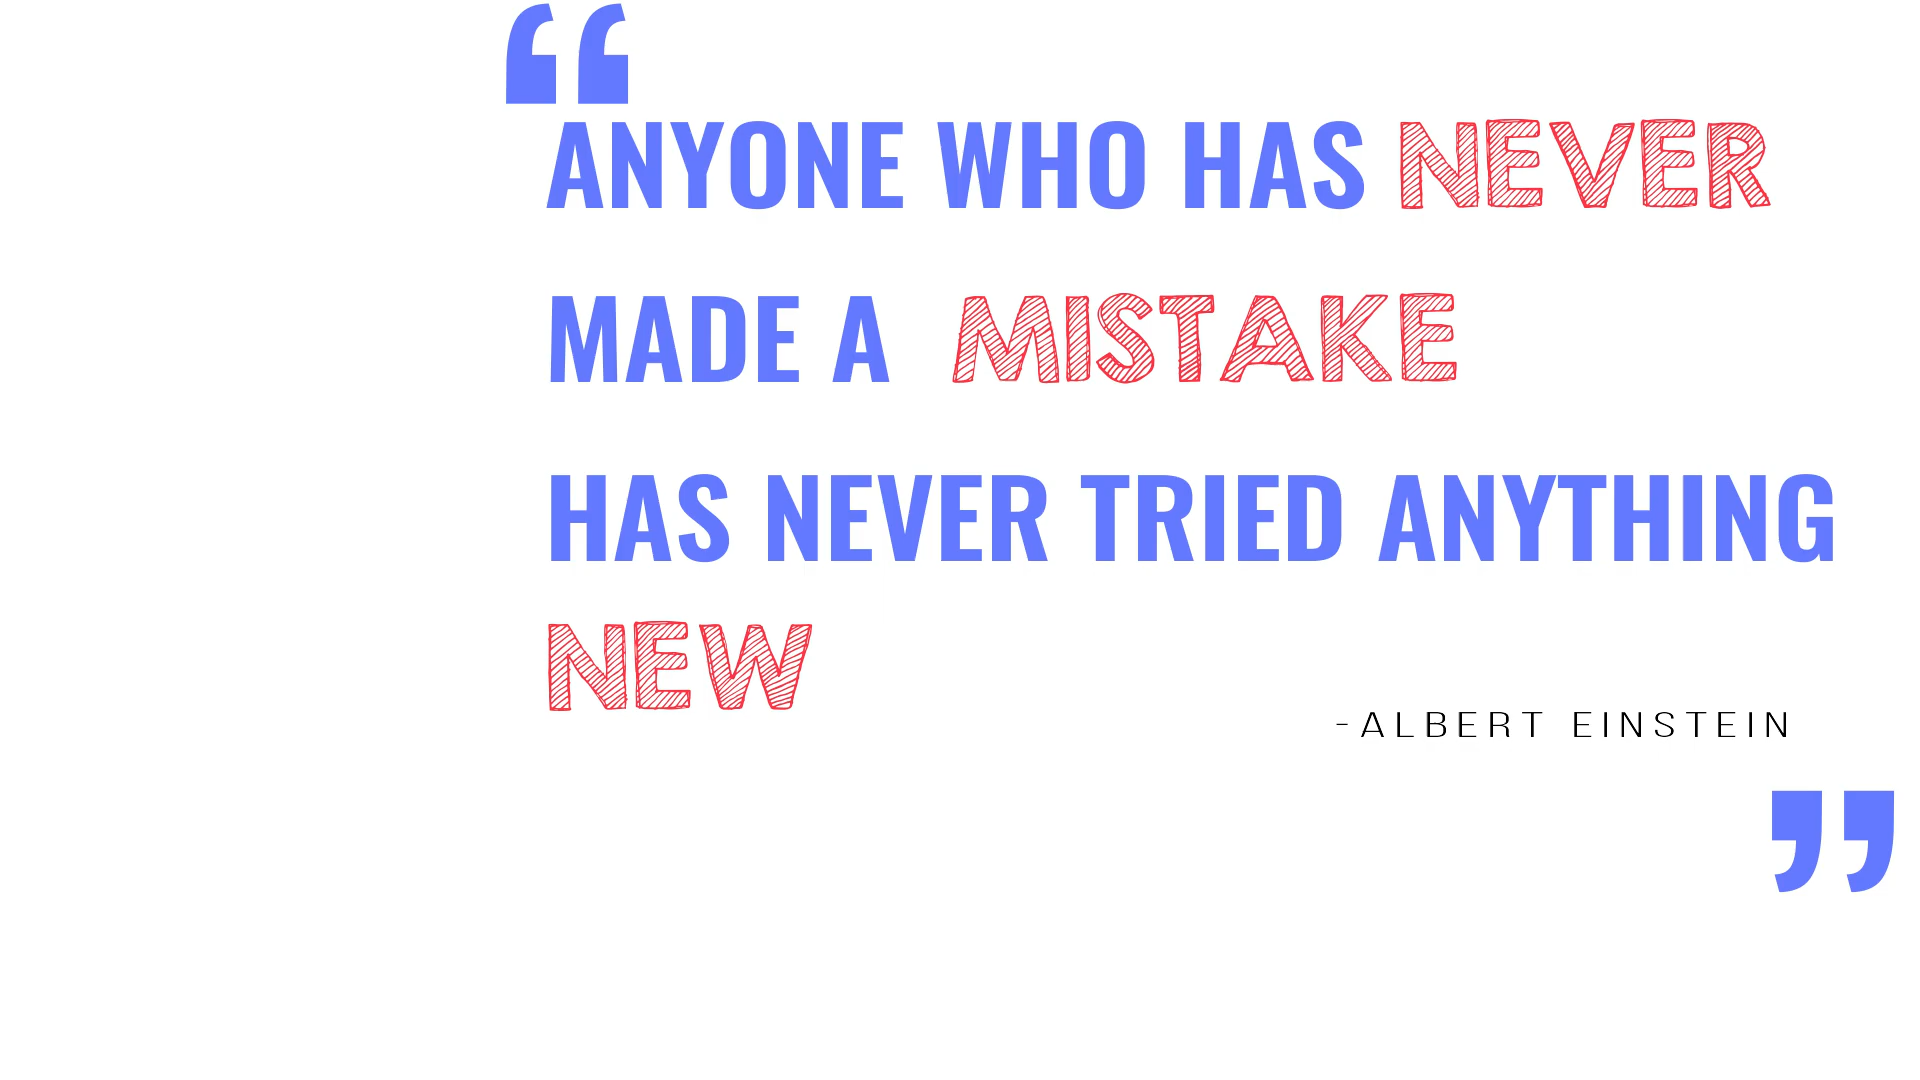 “
ANYONE WHO HAS NEVER
MADE A MISTAKE
HAS NEVER TRIED ANYTHING
NEW
-ALBERT EINSTEIN
”